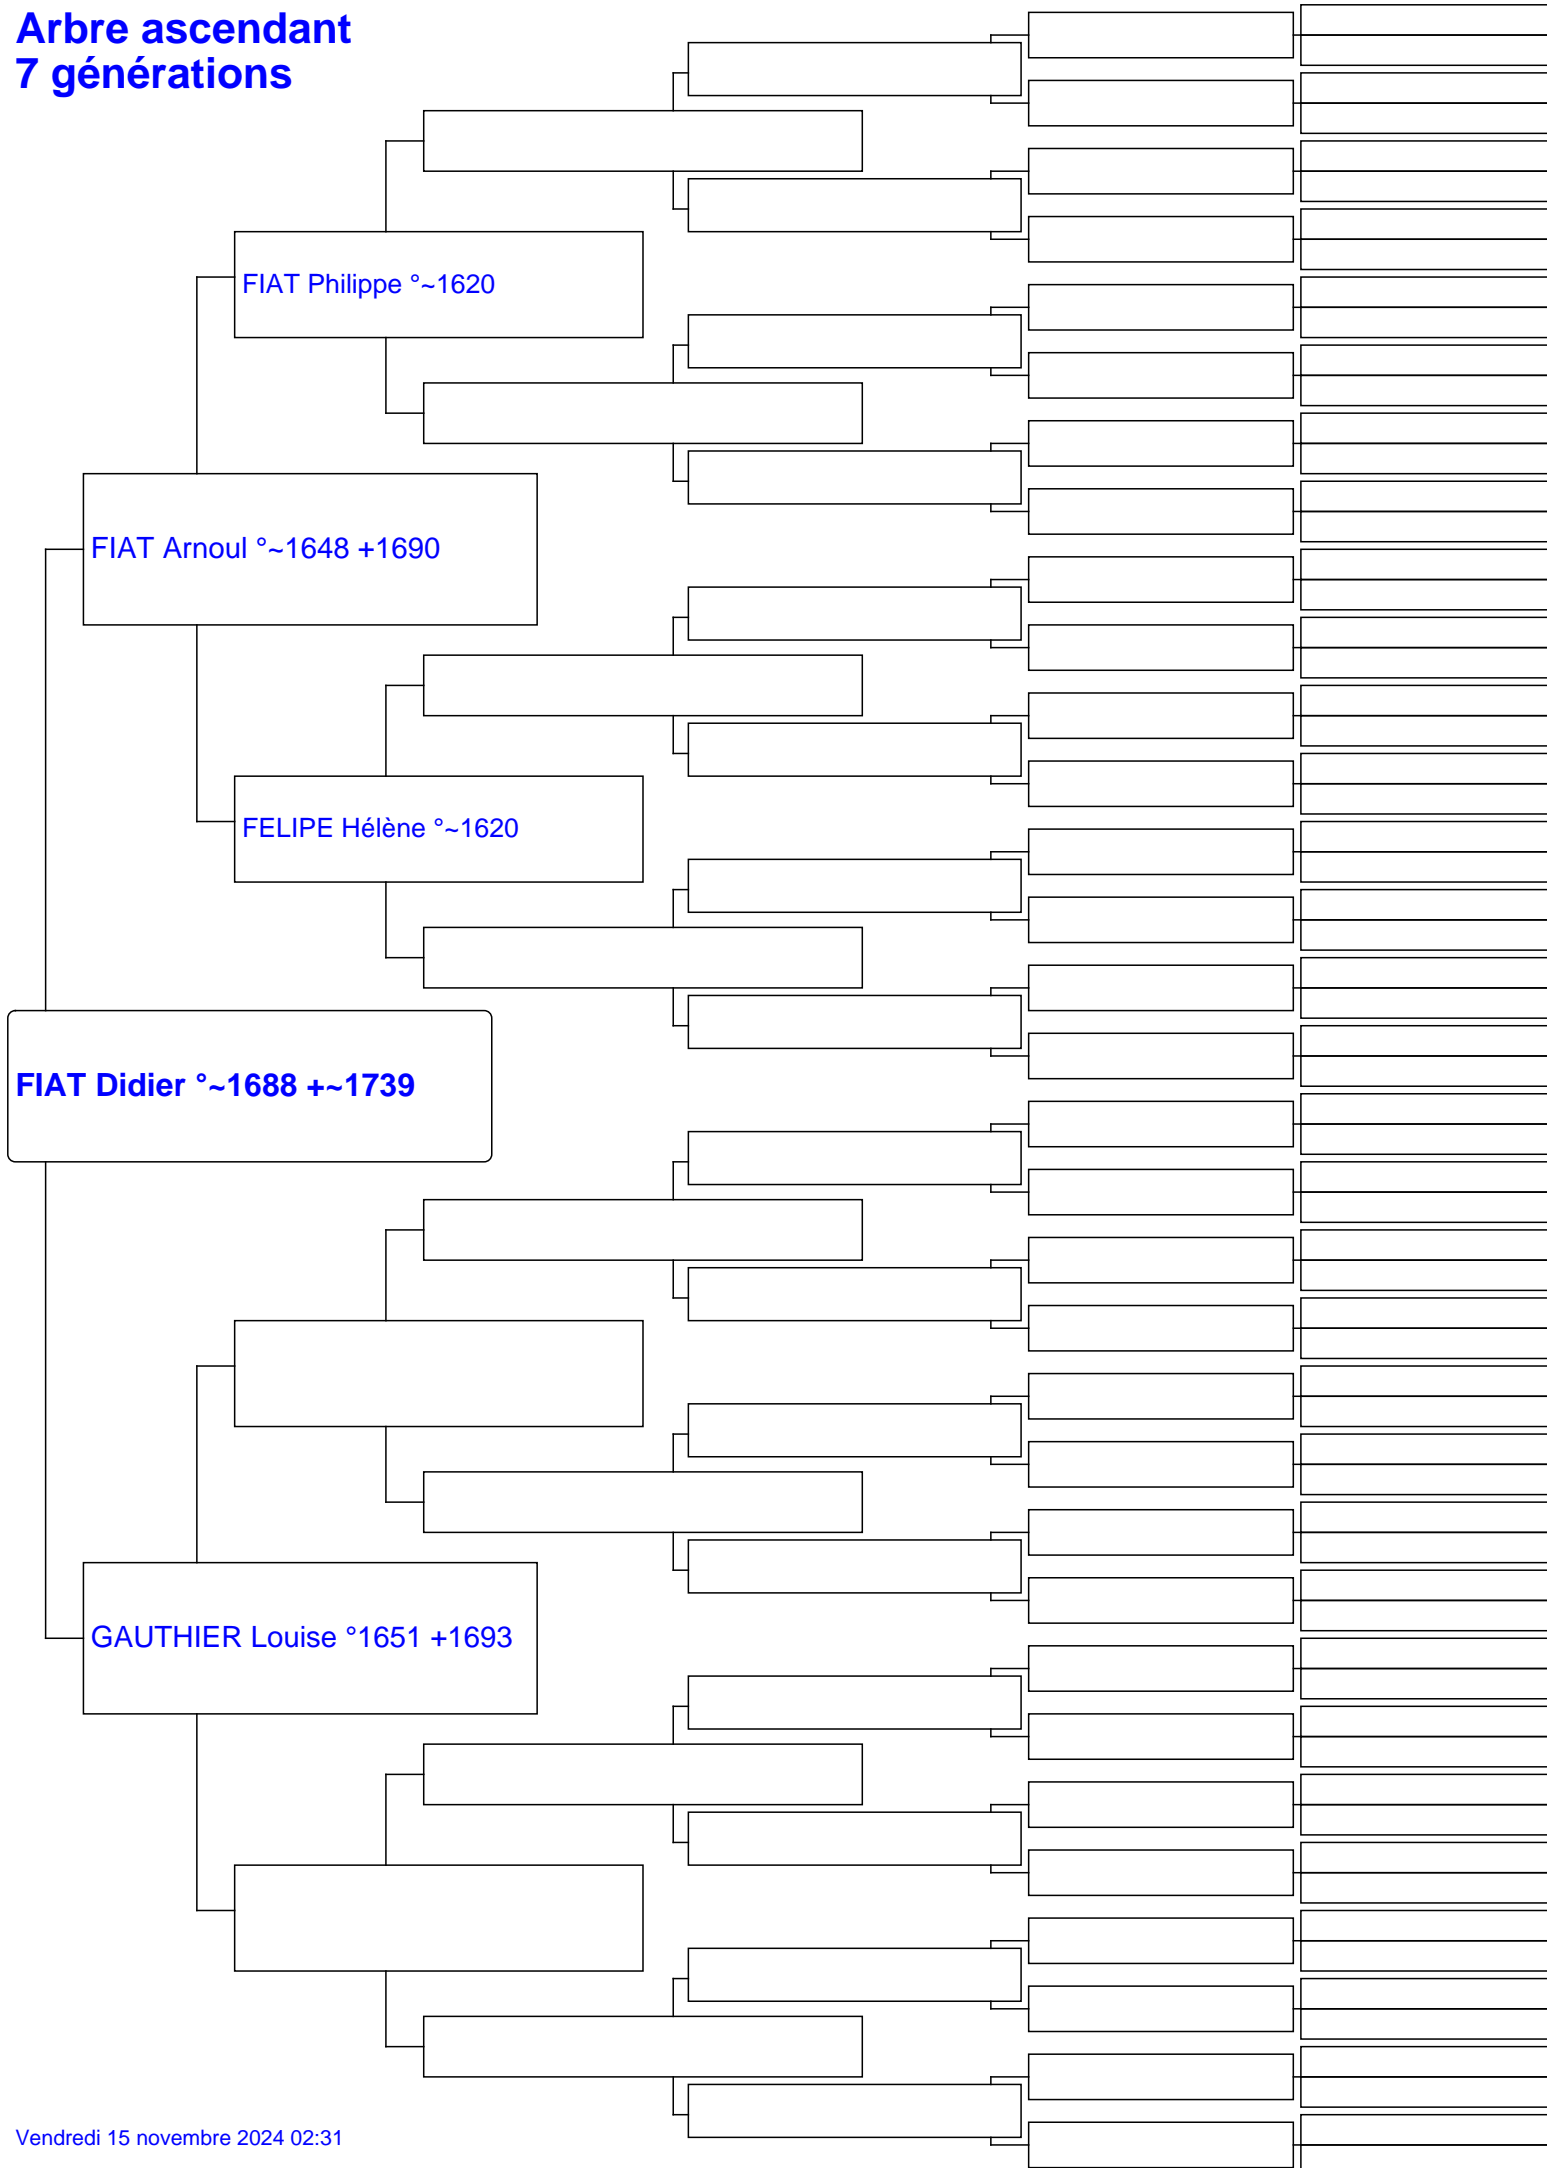 Arbre ascendant
7 générations
FIAT Philippe °~1620
FIAT Arnoul °~1648 +1690
FELIPE Hélène °~1620
FIAT Didier °~1688 +~1739
GAUTHIER Louise °1651 +1693
Vendredi 15 novembre 2024 02:31